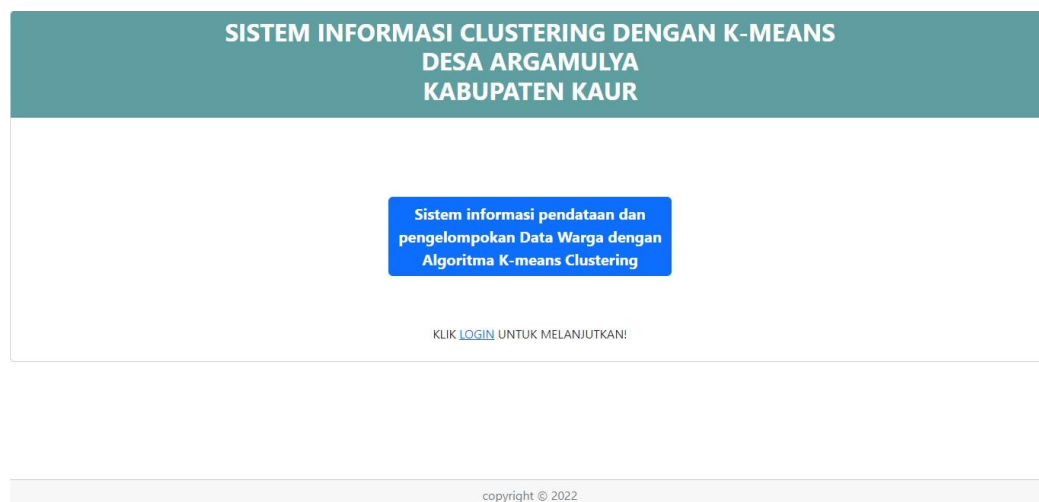 SISTEM INFORMASI CLUSTERING DENGAN K-MEANS
DESA ARGAMULYA
KABUPATEN KAUR
Sistem informasi pendataan dan
pengelompokan Data Warga dengan
Algoritma K-means Clustering
KLIK LOGIN UNTUK MELANJUTKAN!
copyright © 2022